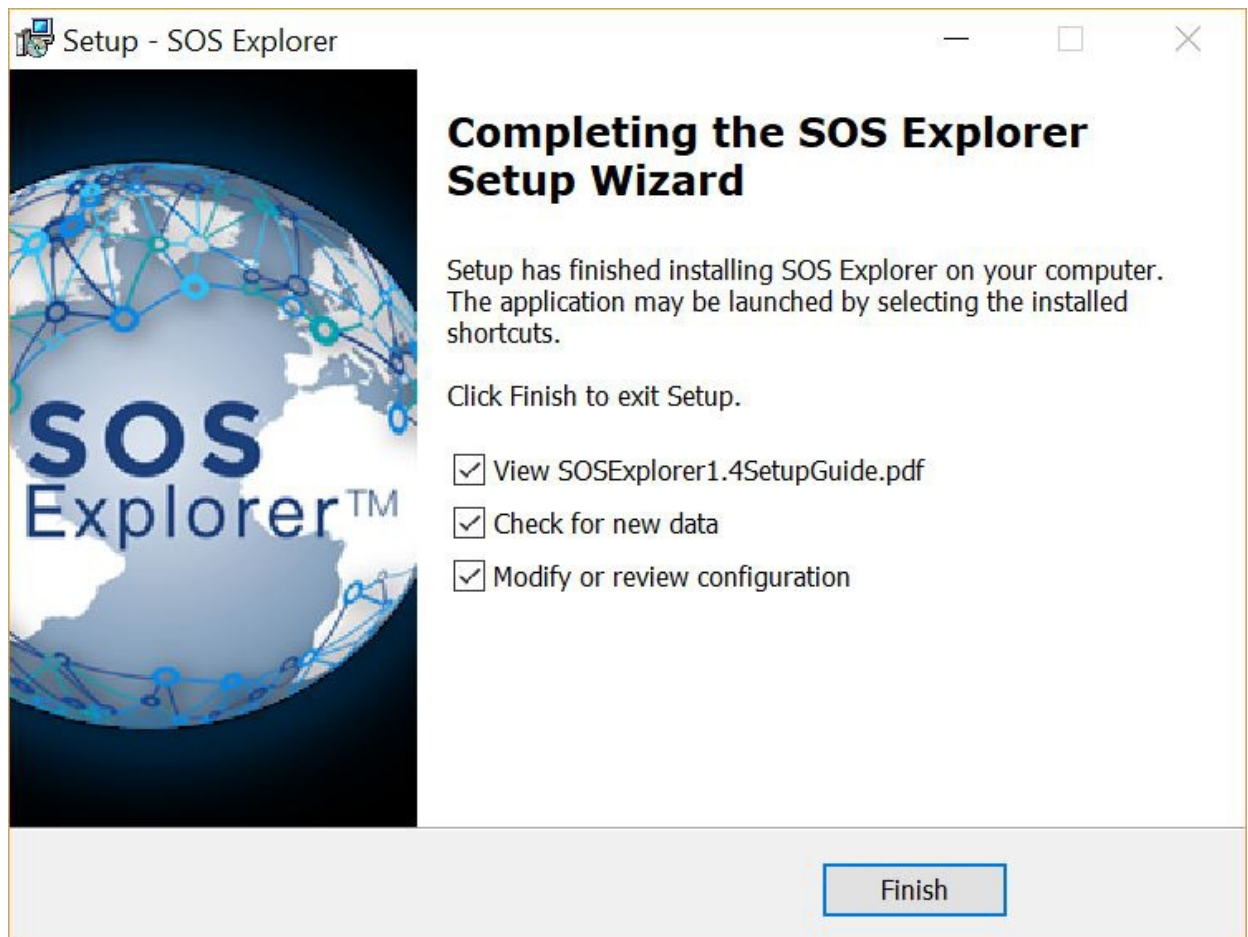 Setup - SOS Explorer
Completing the SOS Explorer
Setup Wizard
Setup has finished installing SOS Explorer on your computer.
The application may be launched by selecting the installed
shortcuts.
Click Finish to exit Setup.
View SOSExplorer1.4SetupGuide.pdf
Check for new data
Modify or review configuration
SOS
Explorer™
Finish